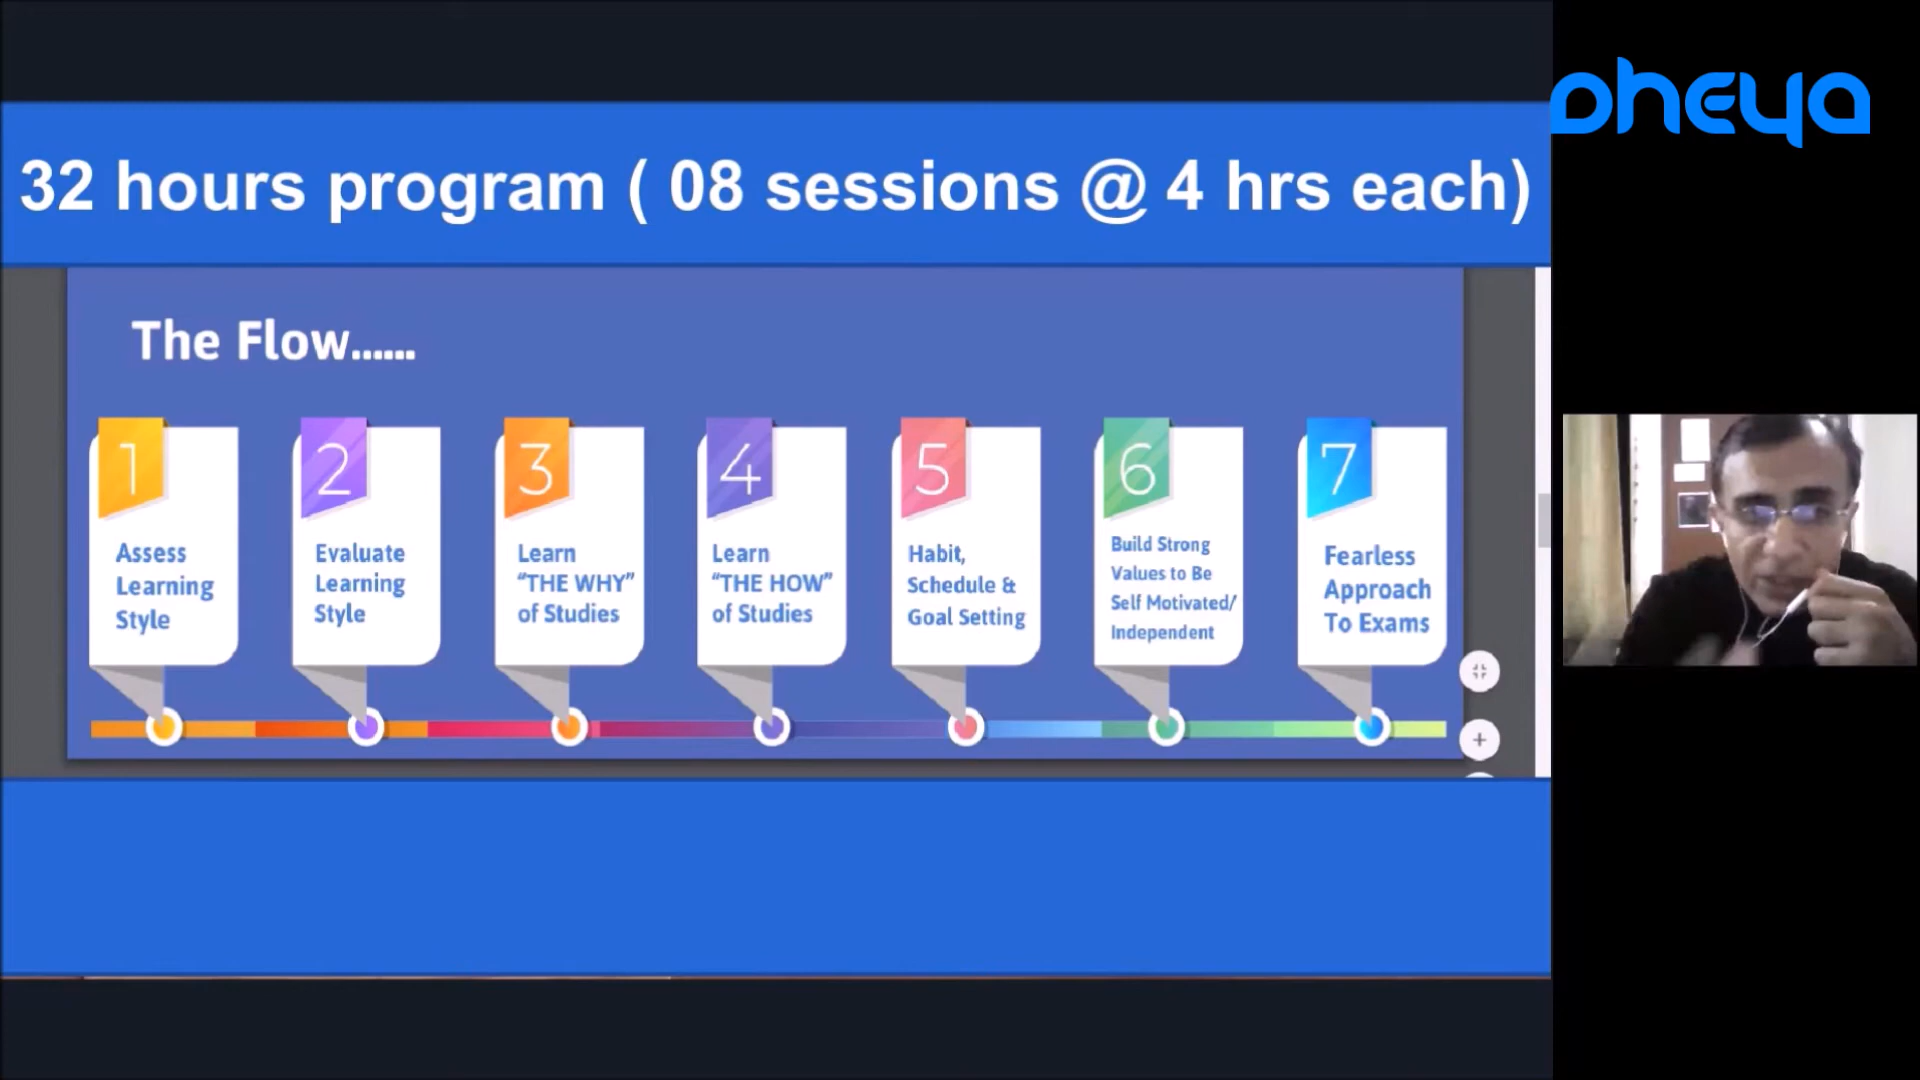 oheya
32 hours program ( 08 sessions @ 4 hrs each)
The Flow......
1
Assess
Learning
Style
2
Evaluate
Learning
Style
3
Learn
“THE WHY”
of Studies
4
Learn
“THE HOW”
of Studies
5
Habit,
Schedule &
Goal Setting
6
Build Strong
Values to Be
Self Motivated/
Independent
7
Fearless
Approach
To Exams